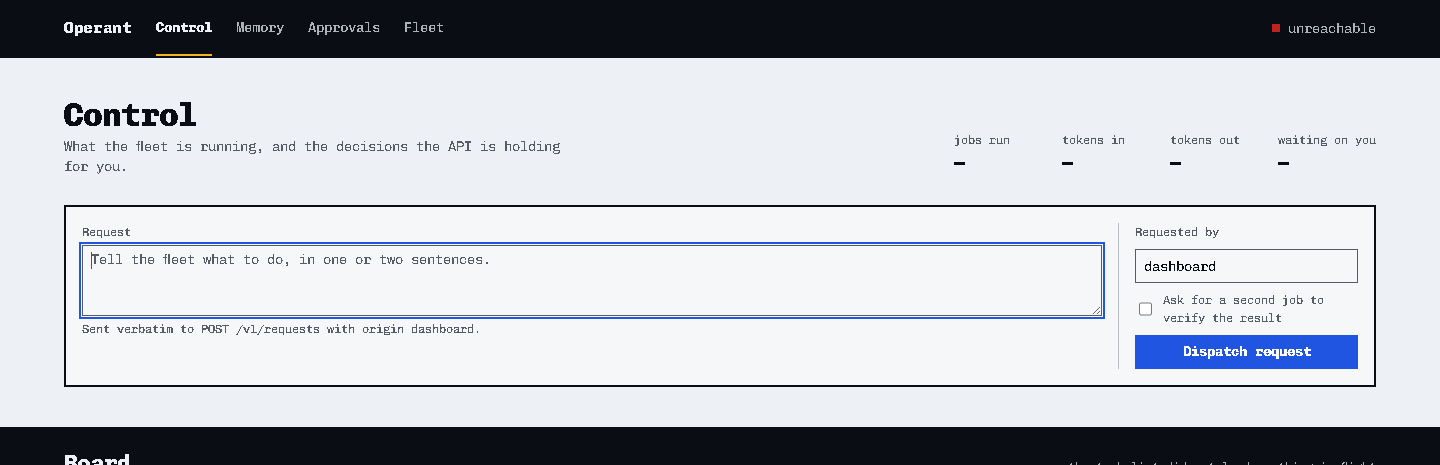 Operant Control Memory Approvals Fleet unreachable
Control
What the fleet is running, and the decisions the API is holding
for you.
jobs run tokens in tokens out waiting on you
– – – –
Request
Tell the fleet what to do, in one or two sentences.
Sent verbatim to POST /v1/requests with origin dashboard.
Requested by
dashboard
Ask for a second job to
verify the result
Dispatch request
Board